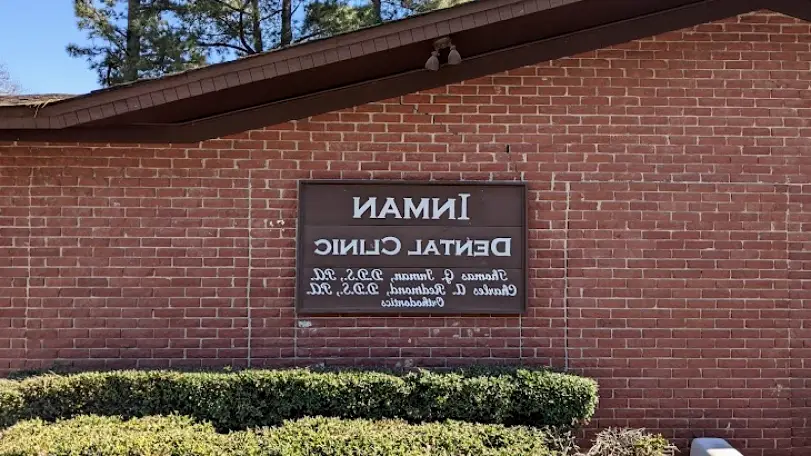 INMAN
DENTAL CLINIC
Thomas G. Inman, D.D.S., P.A.
Charles A. Redmond, D.D.S., P.A.
Orthodontics